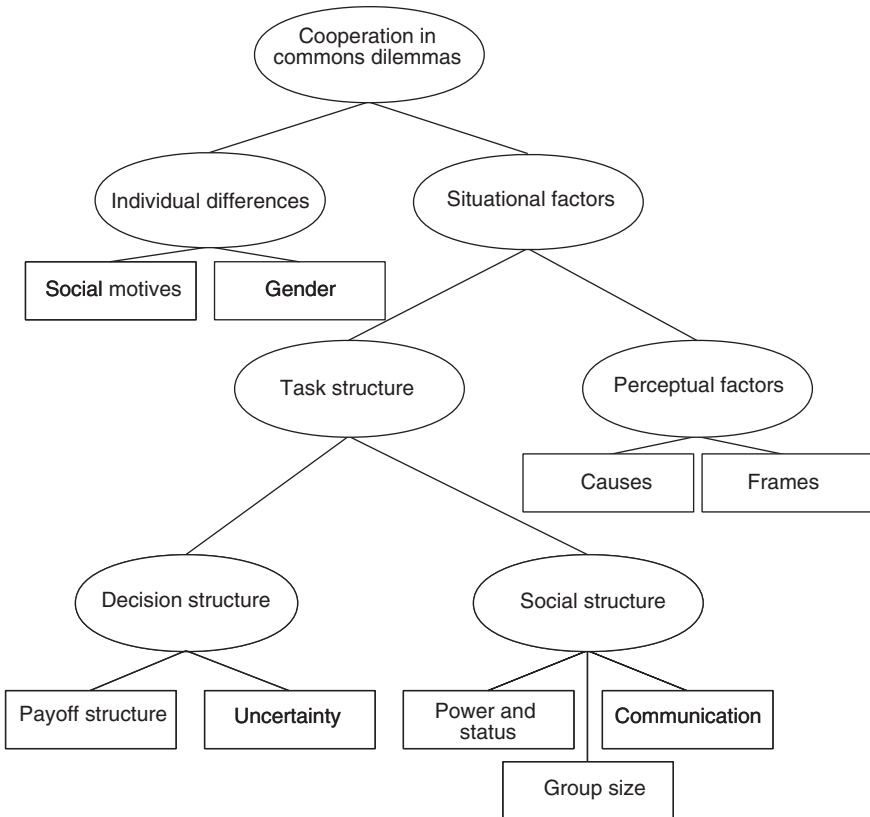 Cooperation in
commons dilemmas
Individual differences
Situational factors
Social motives
Gender
Task structure
Perceptual factors
Causes
Frames
Decision structure
Social structure
Payoff structure
Uncertainty
Power and
status
Communication
Group size